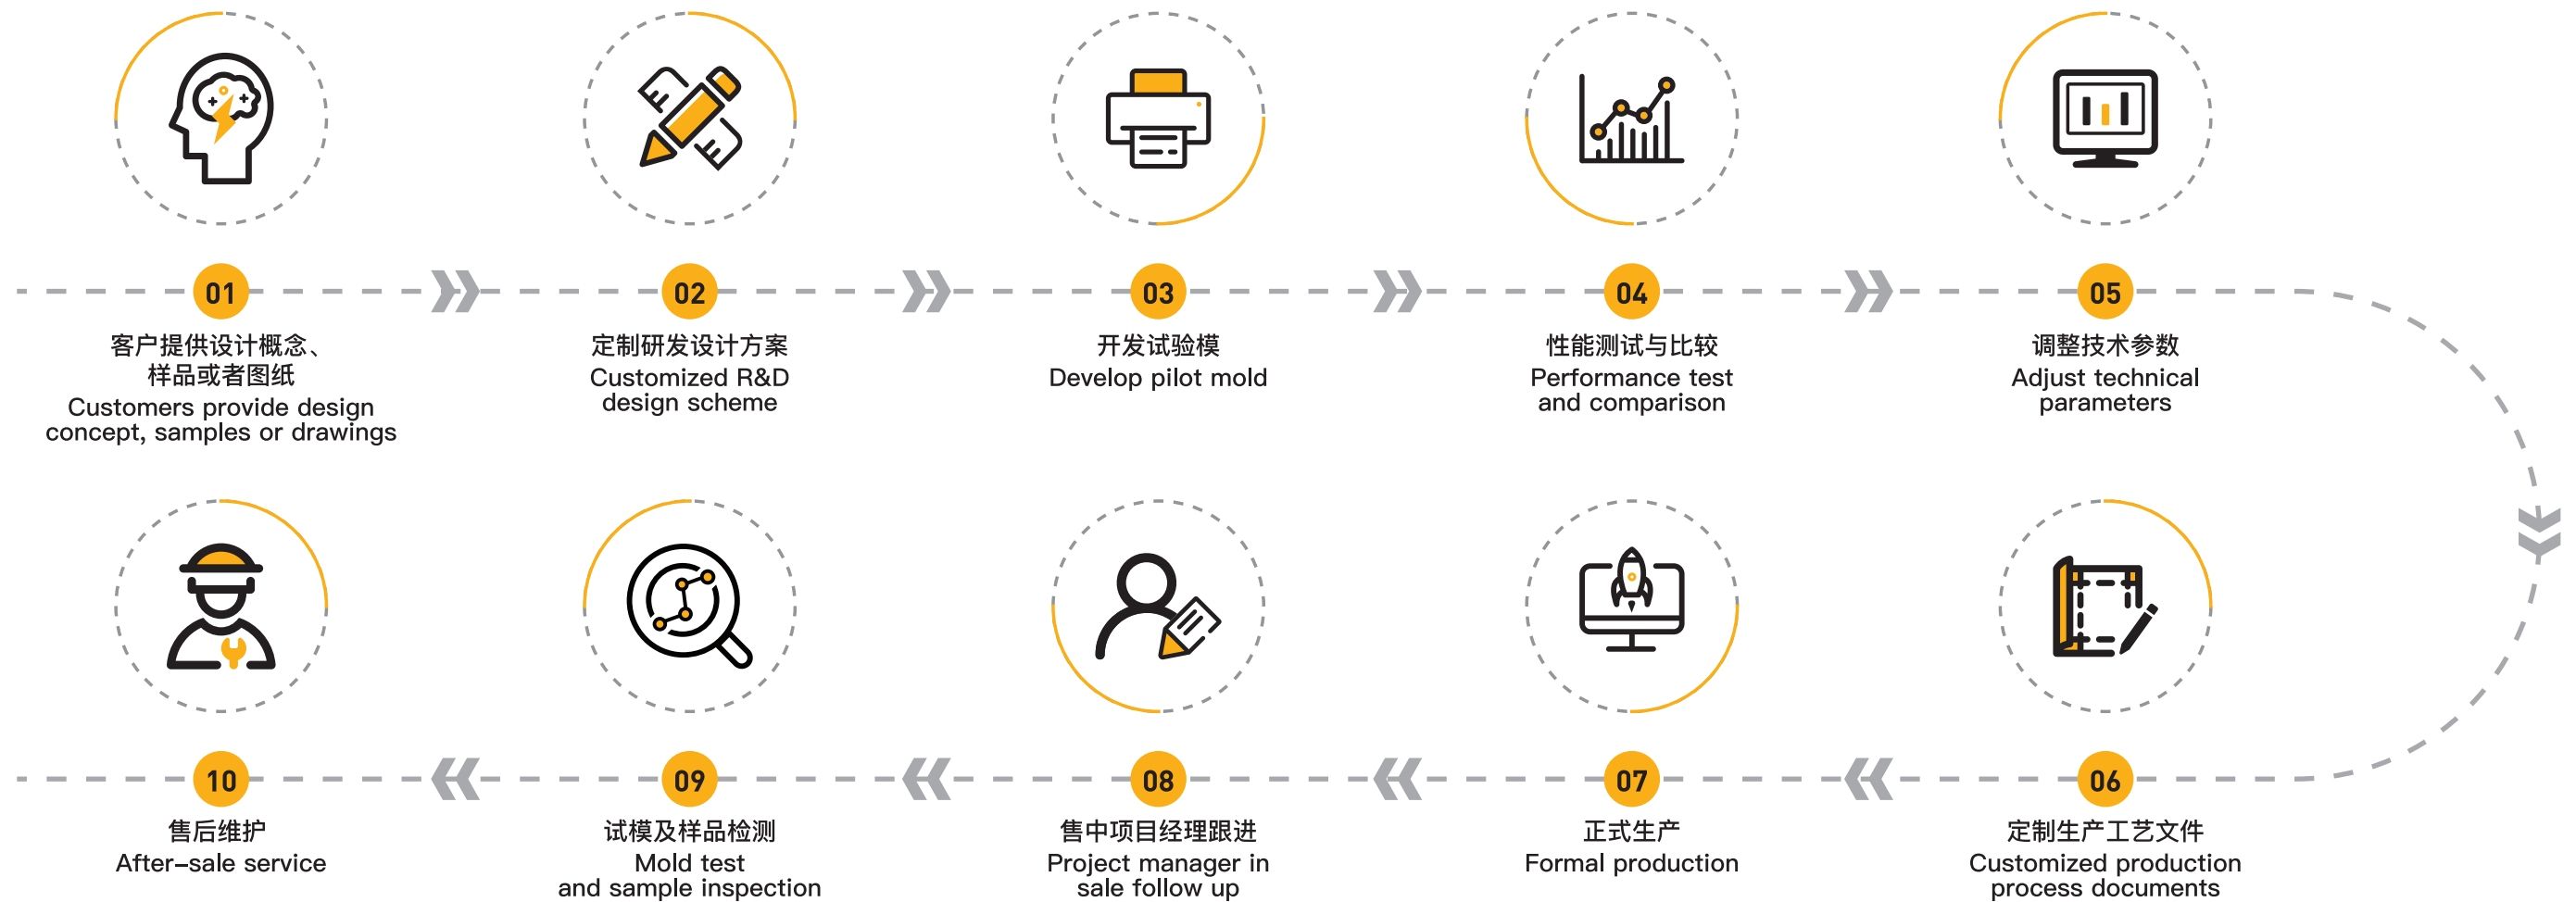 01
客户提供设计概念、
样品或者图纸
Customers provide design
concept, samples or drawings
02
定制研发设计方案
Customized R&D
design scheme
03
开发试验模
Develop pilot mold
04
性能测试与比较
Performance test
and comparison
05
调整技术参数
Adjust technical
parameters
06
定制生产工艺文件
Customized production
process documents
07
正式生产
Formal production
08
售中项目经理跟进
Project manager in
sale follow up
09
试模及样品检测
Mold test
and sample inspection
10
售后维护
After-sale service